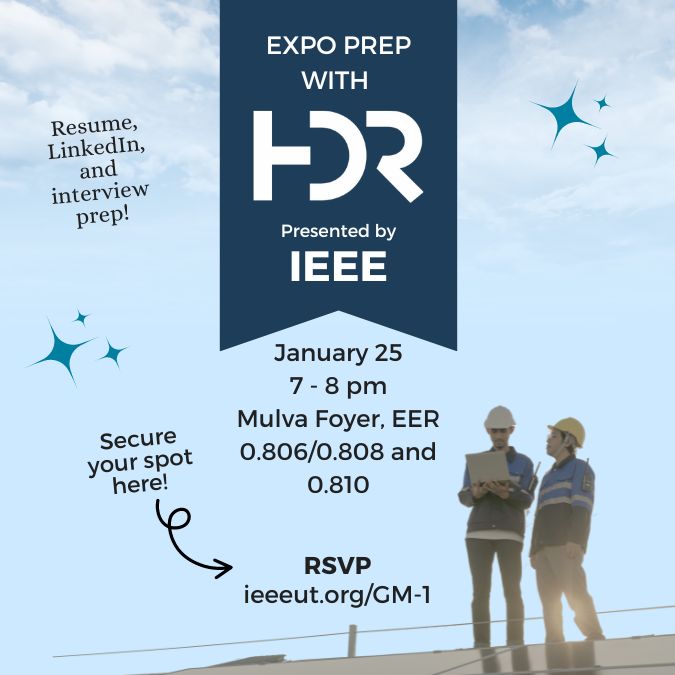 EXPO PREP
WITH
HDR
Presented by
IEEE
Resume,
LinkedIn,
and
interview
prep!
January 25
7 - 8 pm
Mulva Foyer, EER
0.806/0.808 and
0.810
Secure
your spot
here!
RSVP
ieeeut.org/GM-1